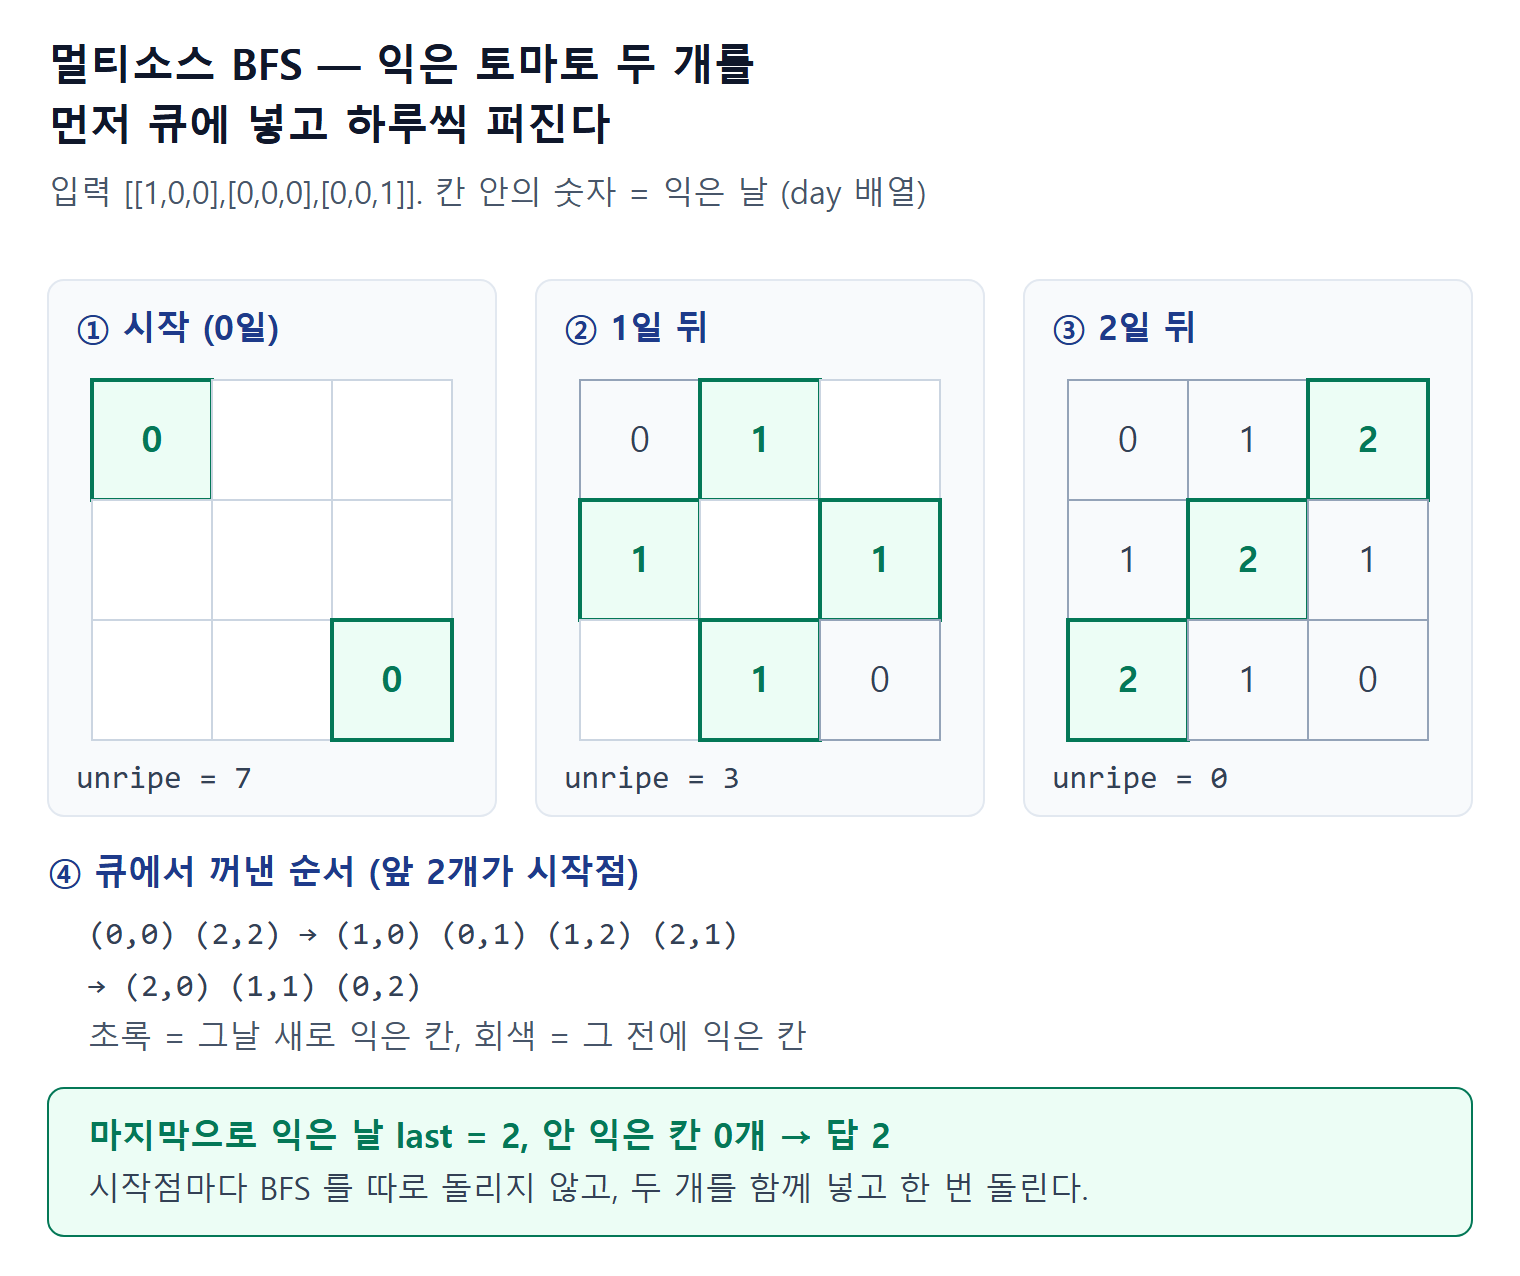 멀티소스 BFS — 익은 토마토 두 개를
먼저 큐에 넣고 하루씩 퍼진다
입력 [[1,0,0],[0,0,0],[0,0,1]]. 칸 안의 숫자 = 익은 날 (day 배열)
① 시작 (0일)
0
0
unripe = 7
② 1일 뒤
0 1
1 1
1 0
unripe = 3
③ 2일 뒤
0 1 2
1 2 1
2 1 0
unripe = 0
④ 큐에서 꺼낸 순서 (앞 2개가 시작점)
(0,0) (2,2) → (1,0) (0,1) (1,2) (2,1)
→ (2,0) (1,1) (0,2)
초록 = 그날 새로 익은 칸, 회색 = 그 전에 익은 칸
마지막으로 익은 날 last = 2, 안 익은 칸 0개 → 답 2
시작점마다 BFS 를 따로 돌리지 않고, 두 개를 함께 넣고 한 번 돌린다.